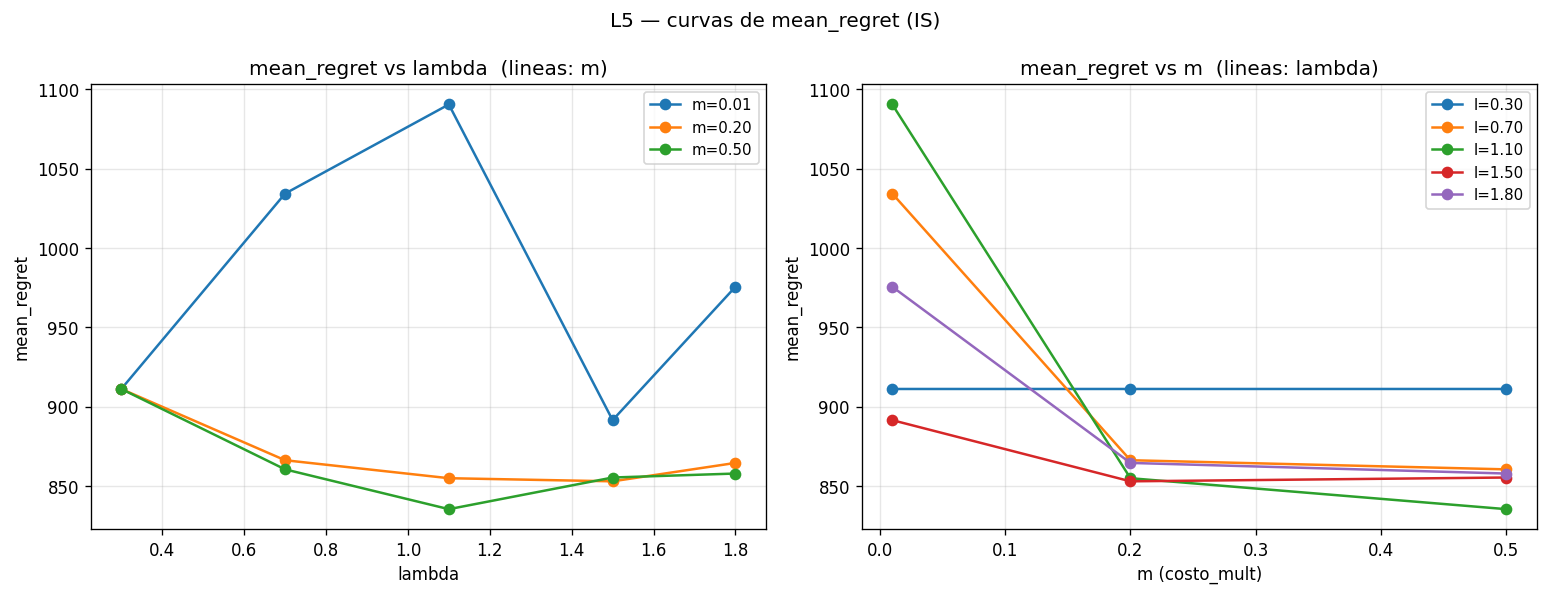 L5 — curvas de mean_regret (IS)
mean_regret vs lambda  (lineas: m)
1100
1050
1000
950
900
850
mean_regret
0.4 0.6 0.8 1.0 1.2 1.4 1.6 1.8
lambda
m=0.01
m=0.20
m=0.50
mean_regret vs m  (lineas: lambda)
1100
1050
1000
950
900
850
mean_regret
0.0 0.1 0.2 0.3 0.4 0.5
m (costo_mult)
l=0.30
l=0.70
l=1.10
l=1.50
l=1.80